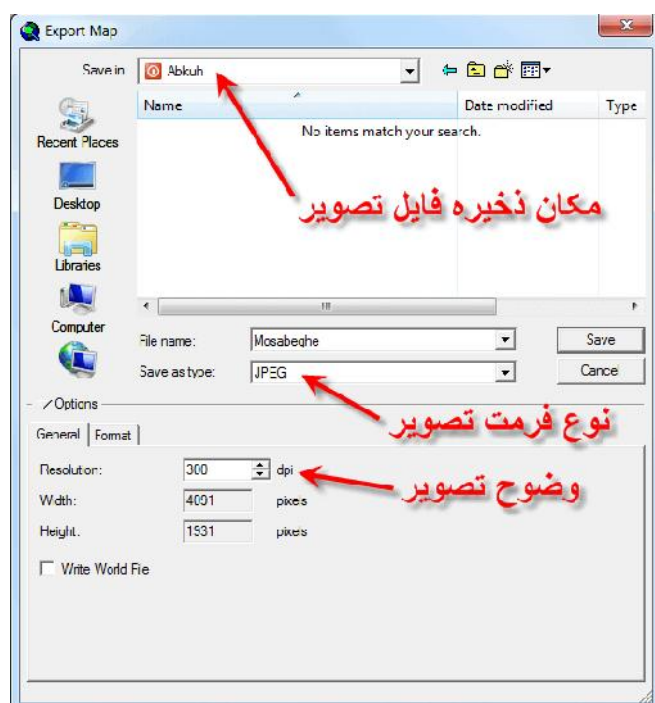 Export Map
Save in
Abkuh
Name
Date modified
Type
No items match your search.
Recent Places
Desktop
Libraries
Computer
مکان ذخیره فایل تصویر
File name:
Mosabeghe
Save
Save as type:
JPEG
Cancel
نوع فرمت تصویر
Options
General
Format
Resolution:
300
dpi
وضوح تصویر
Width:
4091
pixels
Height:
1931
pixels
Write World File